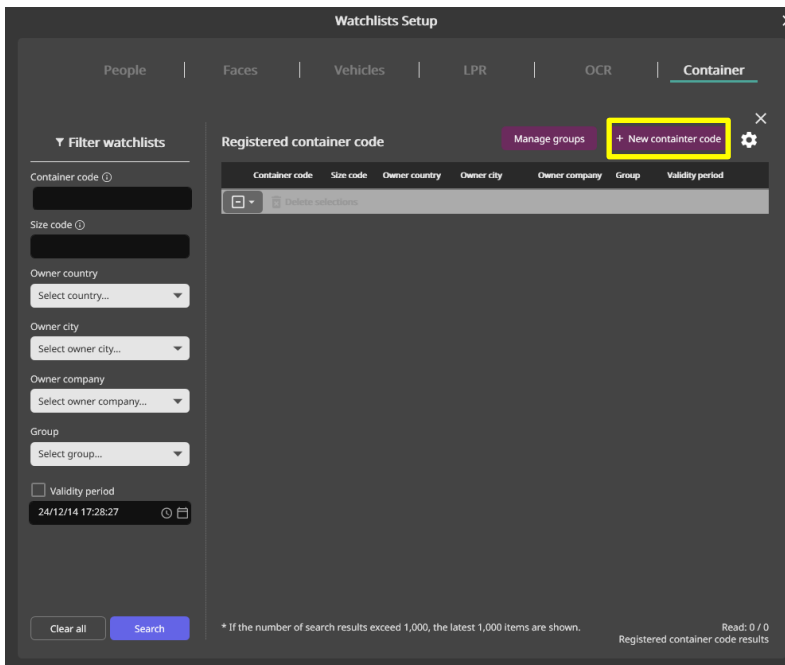 Watchlists Setup
People | Faces | Vehicles | LPR | OCR | Container
Filter watchlists
Container code
Size code
Owner country
Select country...
Owner city
Select owner city...
Owner company
Select owner company...
Group
Select group...
Validity period
24/12/14 17:28:27
Clear all Search
Registered container code Manage groups + New containter code
Container code Size code Owner country Owner city Owner company Group Validity period
Delete selections
* If the number of search results exceed 1,000, the latest 1,000 items are shown.
Read: 0 / 0
Registered container code results